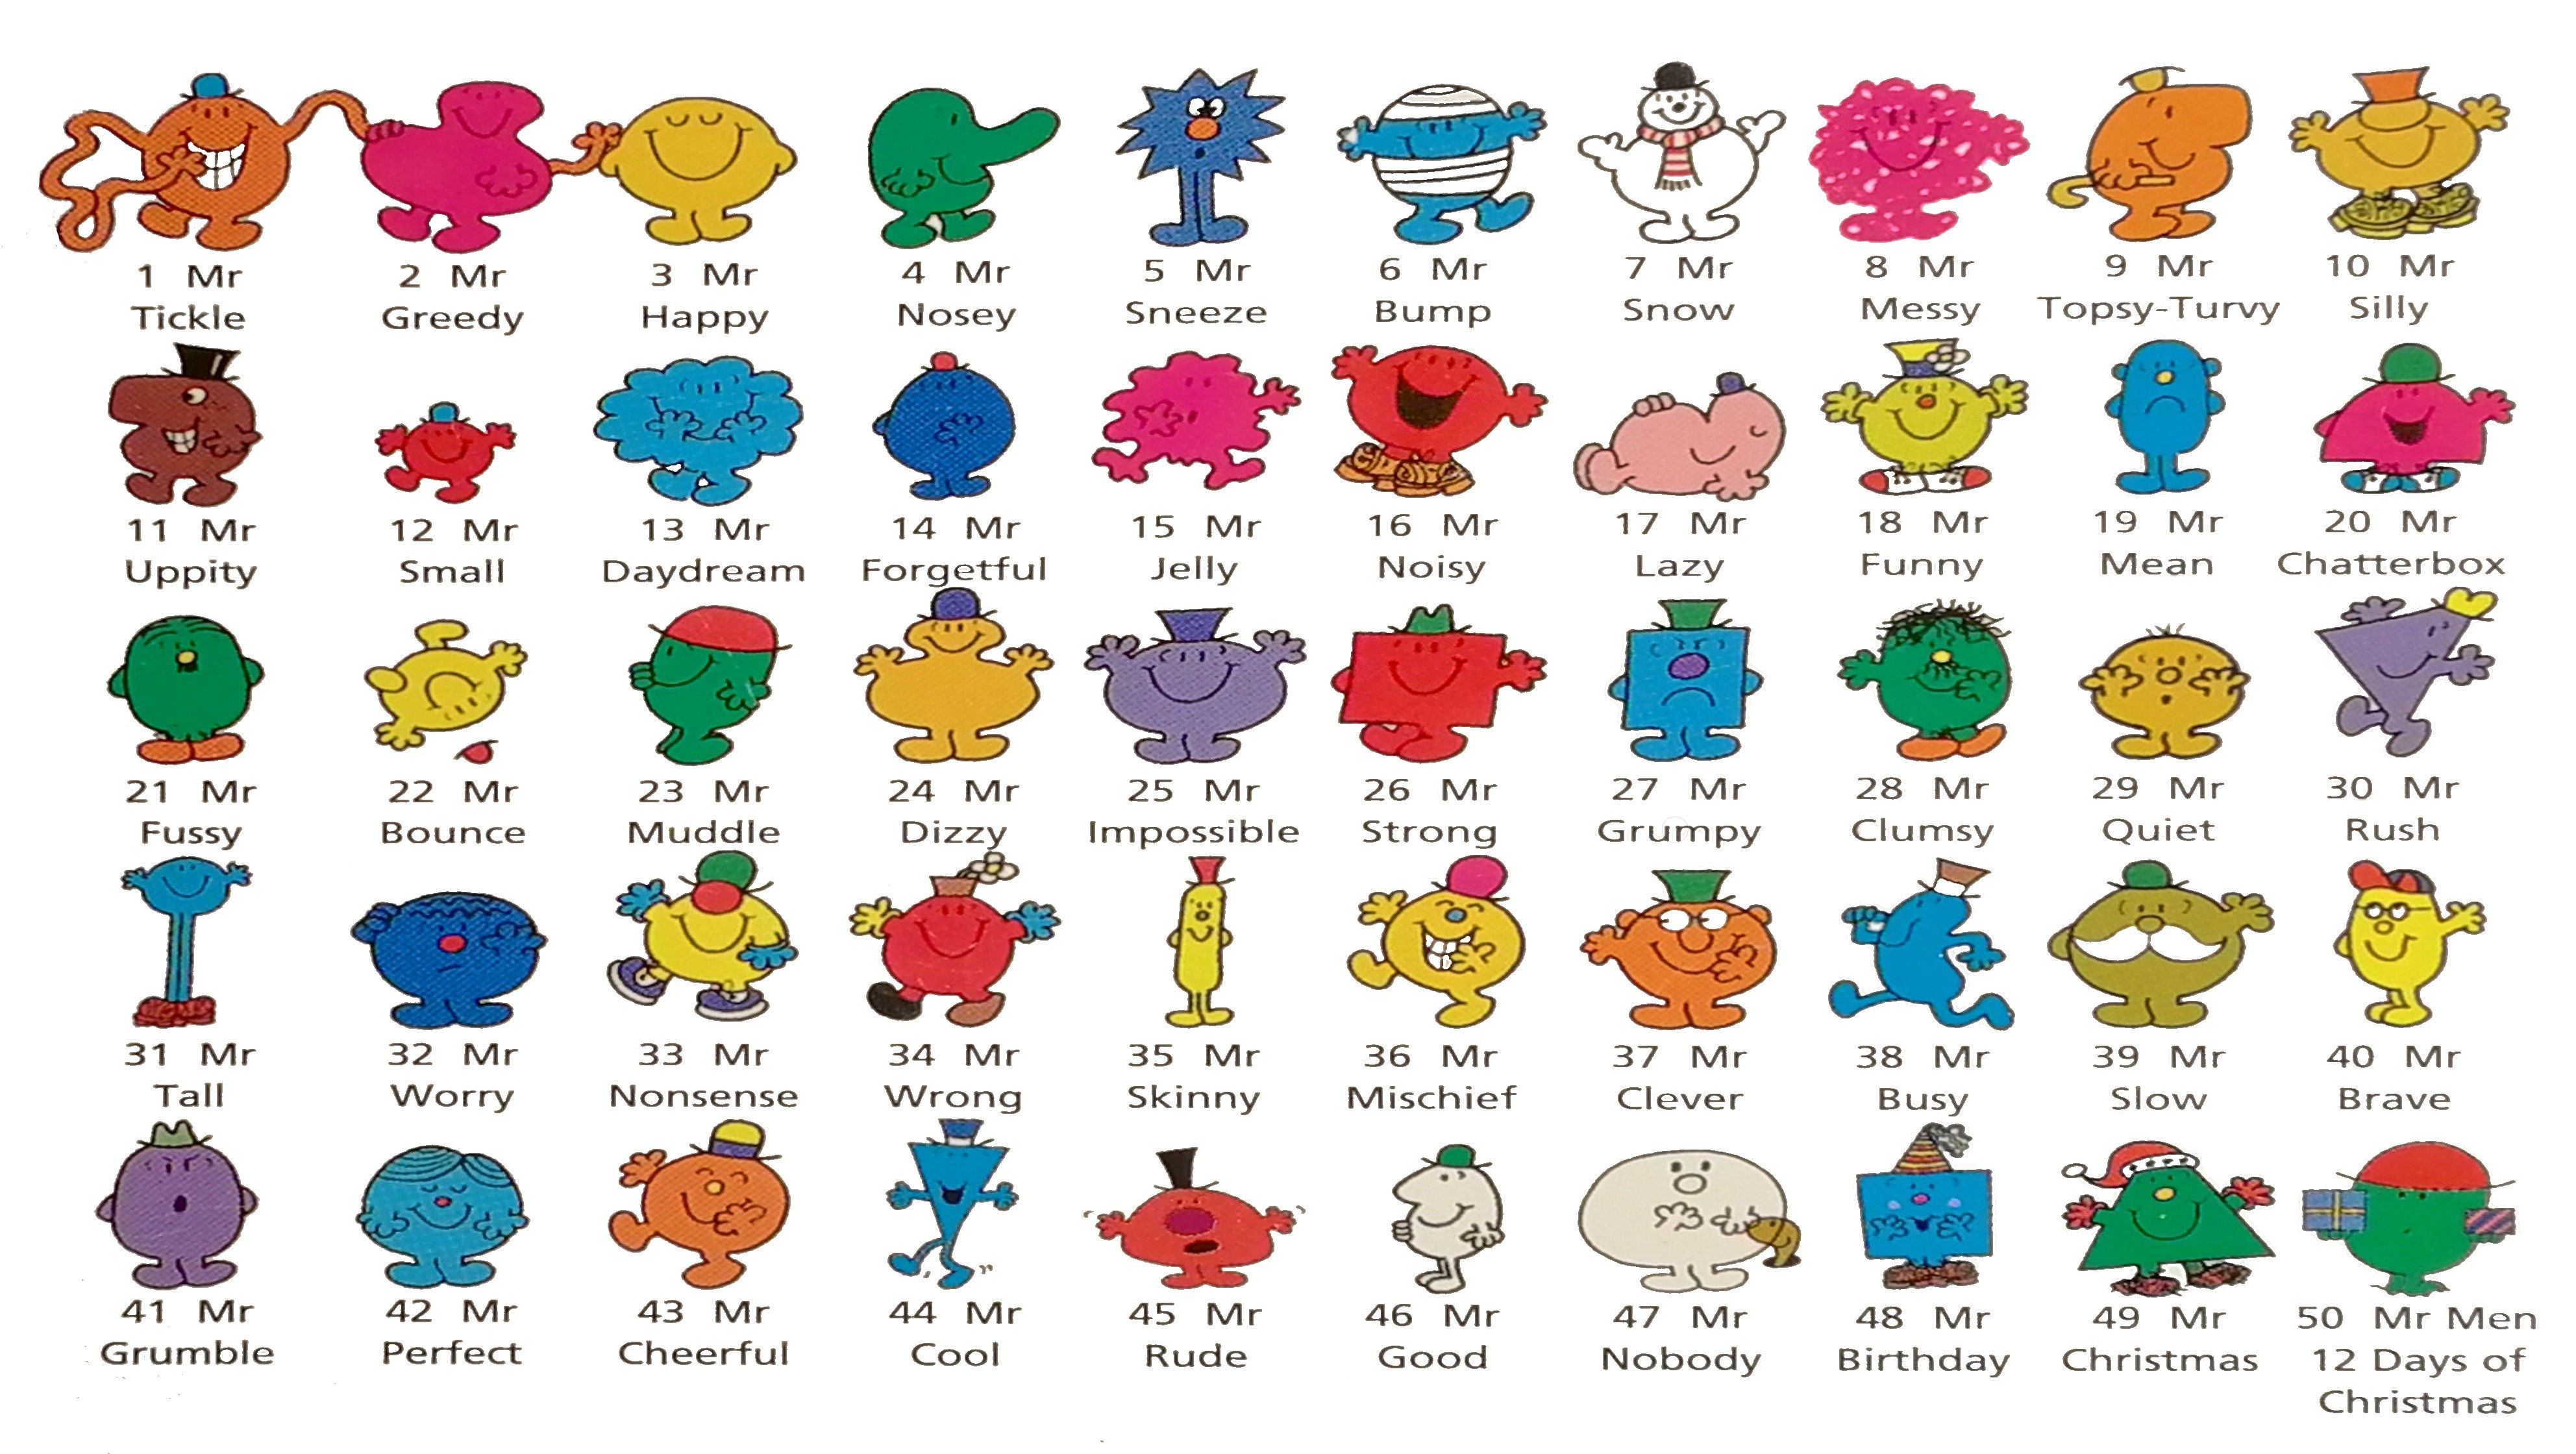 1 Mr
Tickle
2 Mr
Greedy
3 Mr
Happy
4 Mr
Nosey
5 Mr
Sneeze
6 Mr
Bump
7 Mr
Snow
8 Mr
Messy
9 Mr
Topsy-Turvy
10 Mr
Silly
11 Mr
Uppity
12 Mr
Small
13 Mr
Daydream
14 Mr
Forgetful
15 Mr
Jelly
16 Mr
Noisy
17 Mr
Lazy
18 Mr
Funny
19 Mr
Mean
20 Mr
Chatterbox
21 Mr
Fussy
22 Mr
Bounce
23 Mr
Muddle
24 Mr
Dizzy
25 Mr
Impossible
26 Mr
Strong
27 Mr
Grumpy
28 Mr
Clumsy
29 Mr
Quiet
30 Mr
Rush
31 Mr
Tall
32 Mr
Worry
33 Mr
Nonsense
34 Mr
Wrong
35 Mr
Skinny
36 Mr
Mischief
37 Mr
Clever
38 Mr
Busy
39 Mr
Slow
40 Mr
Brave
41 Mr
Grumble
42 Mr
Perfect
43 Mr
Cheerful
44 Mr
Cool
45 Mr
Rude
46 Mr
Good
47 Mr
Nobody
48 Mr
Birthday
49 Mr
Christmas
50 Mr Men
12 Days of
Christmas